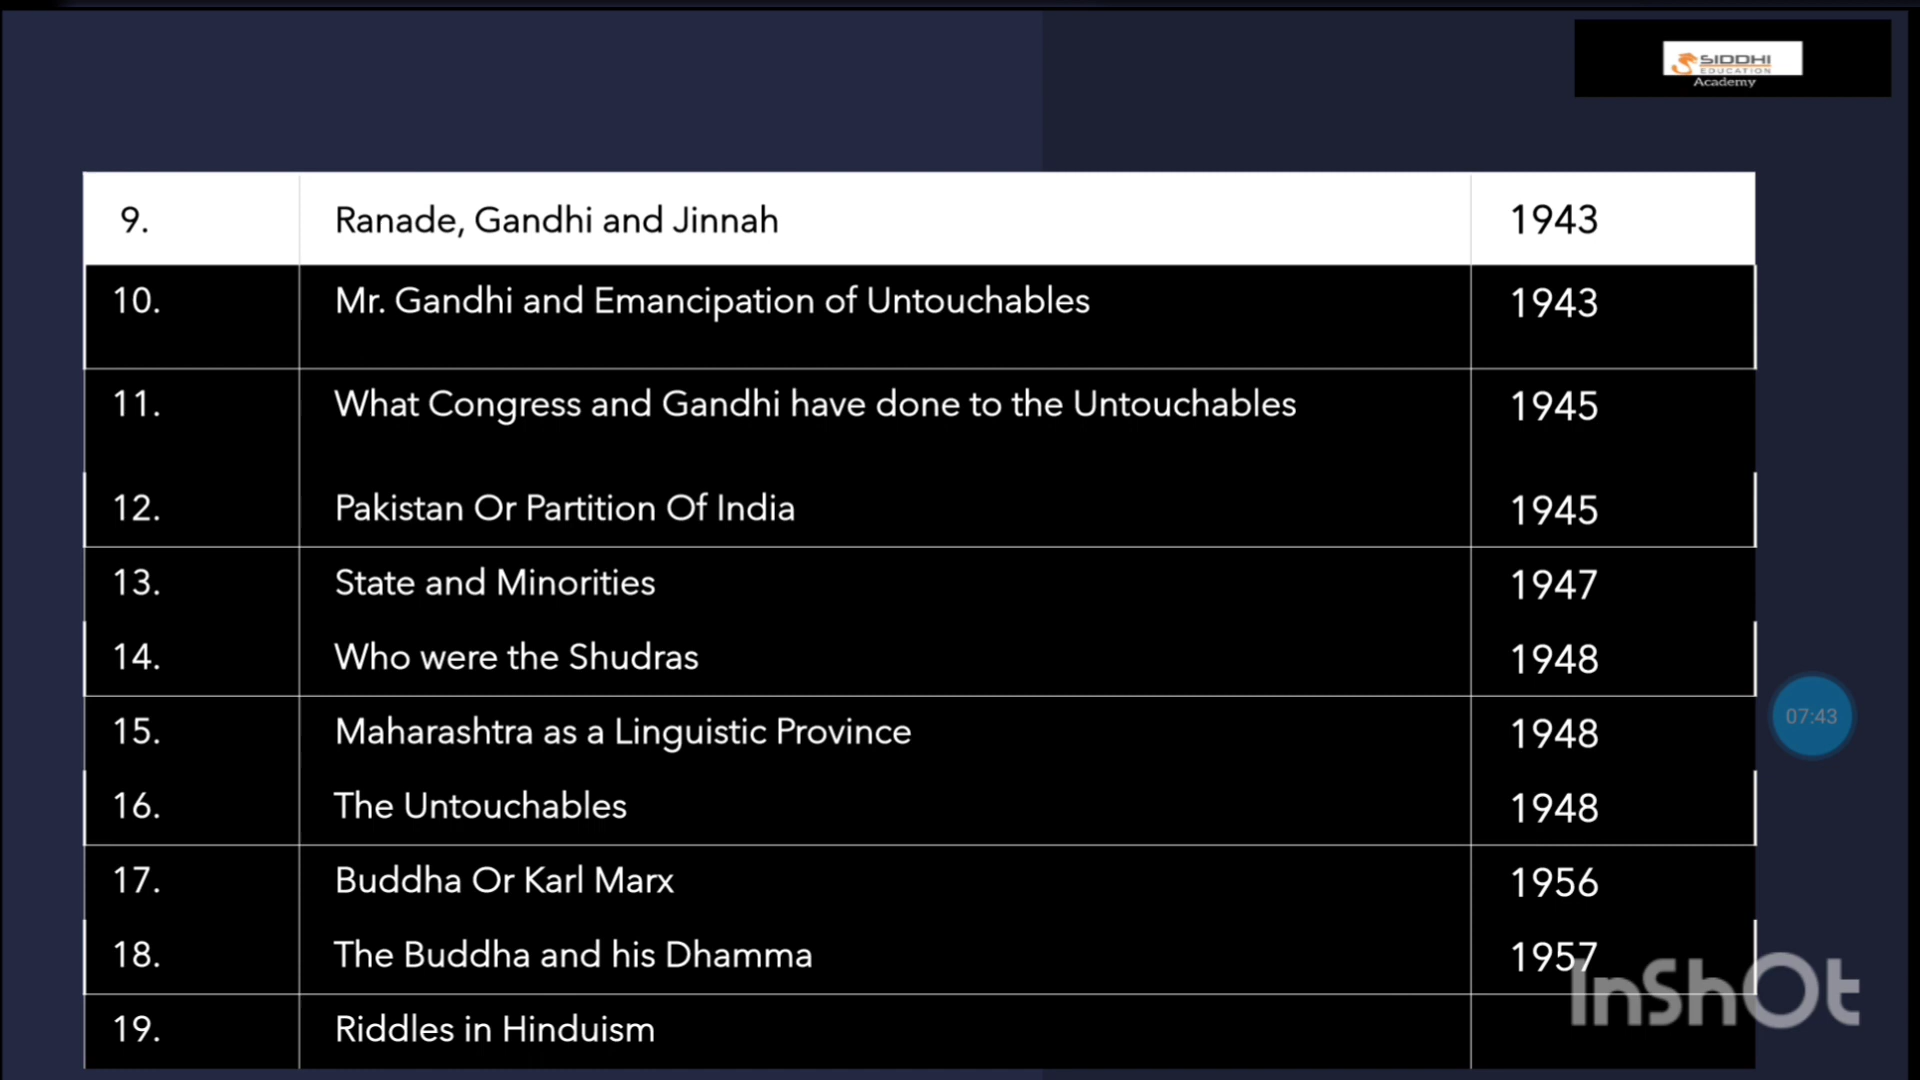 SIDDHI
EDUCATION
Academy
9. Ranade, Gandhi and Jinnah 1943
10. Mr. Gandhi and Emancipation of Untouchables 1943
11. What Congress and Gandhi have done to the Untouchables 1945
12. Pakistan Or Partition Of India 1945
13. State and Minorities 1947
14. Who were the Shudras 1948
07:43
15. Maharashtra as a Linguistic Province 1948
16. The Untouchables 1948
17. Buddha Or Karl Marx 1956
18. The Buddha and his Dhamma 1957
InShOt
19. Riddles in Hinduism